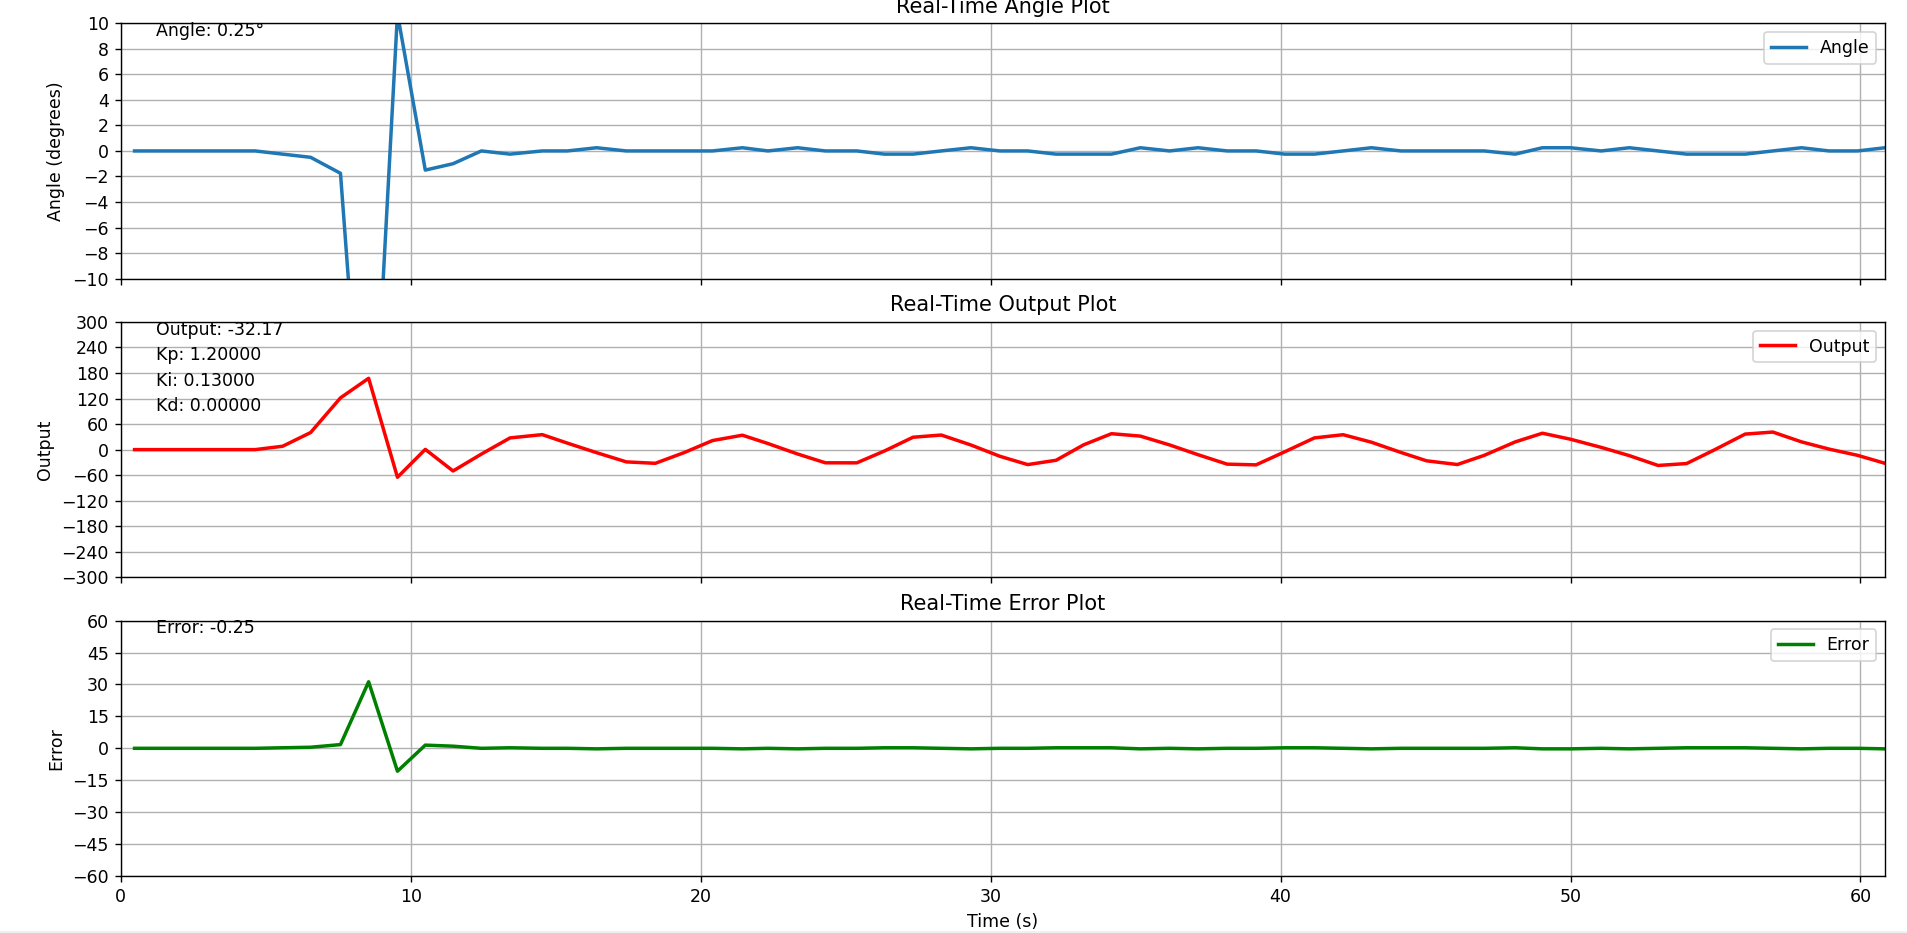 Real-Time Angle Plot
Angle: 0.25°
Angle
10
8
6
4
2
0
−2
−4
−6
−8
−10
Angle (degrees)
Real-Time Output Plot
Output: -32.17
Kp: 1.20000
Ki: 0.13000
Kd: 0.00000
Output
300
240
180
120
60
0
−60
−120
−180
−240
−300
Output
Real-Time Error Plot
Error: -0.25
Error
60
45
30
15
0
−15
−30
−45
−60
Error
0 10 20 30 40 50 60
Time (s)